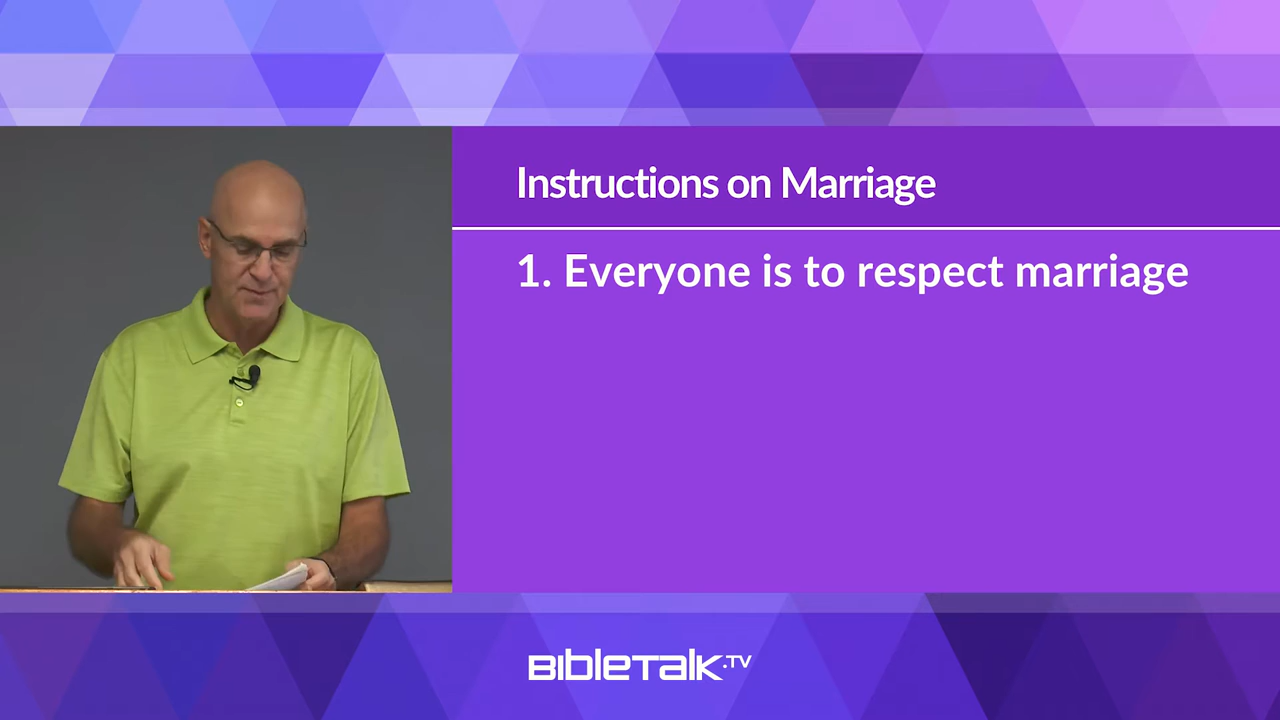 Instructions on Marriage
1. Everyone is to respect marriage
BIBLETALK.TV